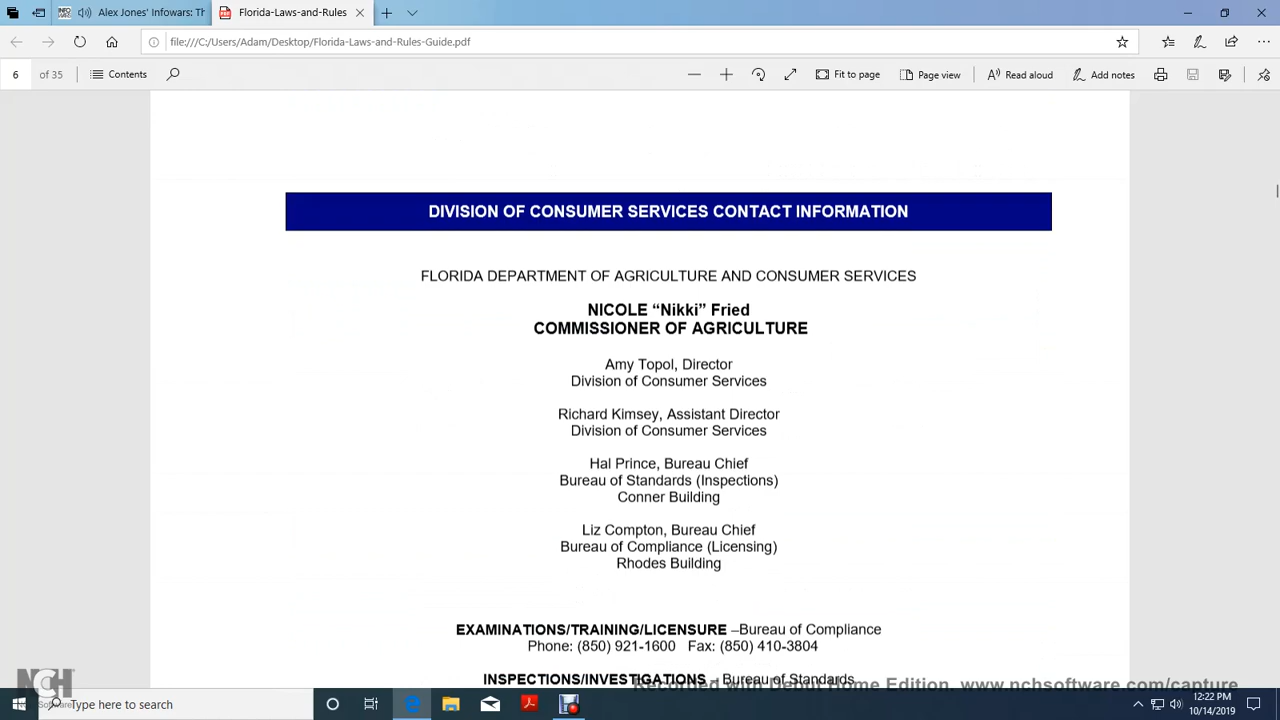 Alex Jones' Infowars: Th
Florida-Laws-and-Rules
file:///C:/Users/Adam/Desktop/Florida-Laws-and-Rules-Guide.pdf
6 of 35 Contents Fit to page Page view Read aloud Add notes
DIVISION OF CONSUMER SERVICES CONTACT INFORMATION
FLORIDA DEPARTMENT OF AGRICULTURE AND CONSUMER SERVICES
NICOLE “Nikki” Fried
COMMISSIONER OF AGRICULTURE
Amy Topol, Director
Division of Consumer Services
Richard Kimsey, Assistant Director
Division of Consumer Services
Hal Prince, Bureau Chief
Bureau of Standards (Inspections)
Conner Building
Liz Compton, Bureau Chief
Bureau of Compliance (Licensing)
Rhodes Building
EXAMINATIONS/TRAINING/LICENSURE –Bureau of Compliance
Phone: (850) 921-1600 Fax: (850) 410-3804
INSPECTIONS/INVESTIGATIONS – Bureau of Standards
Recorded with Debut Home Edition. www.nchsoftware.com/capture
NCH
Software
Type here to search
12:22 PM
10/14/2019